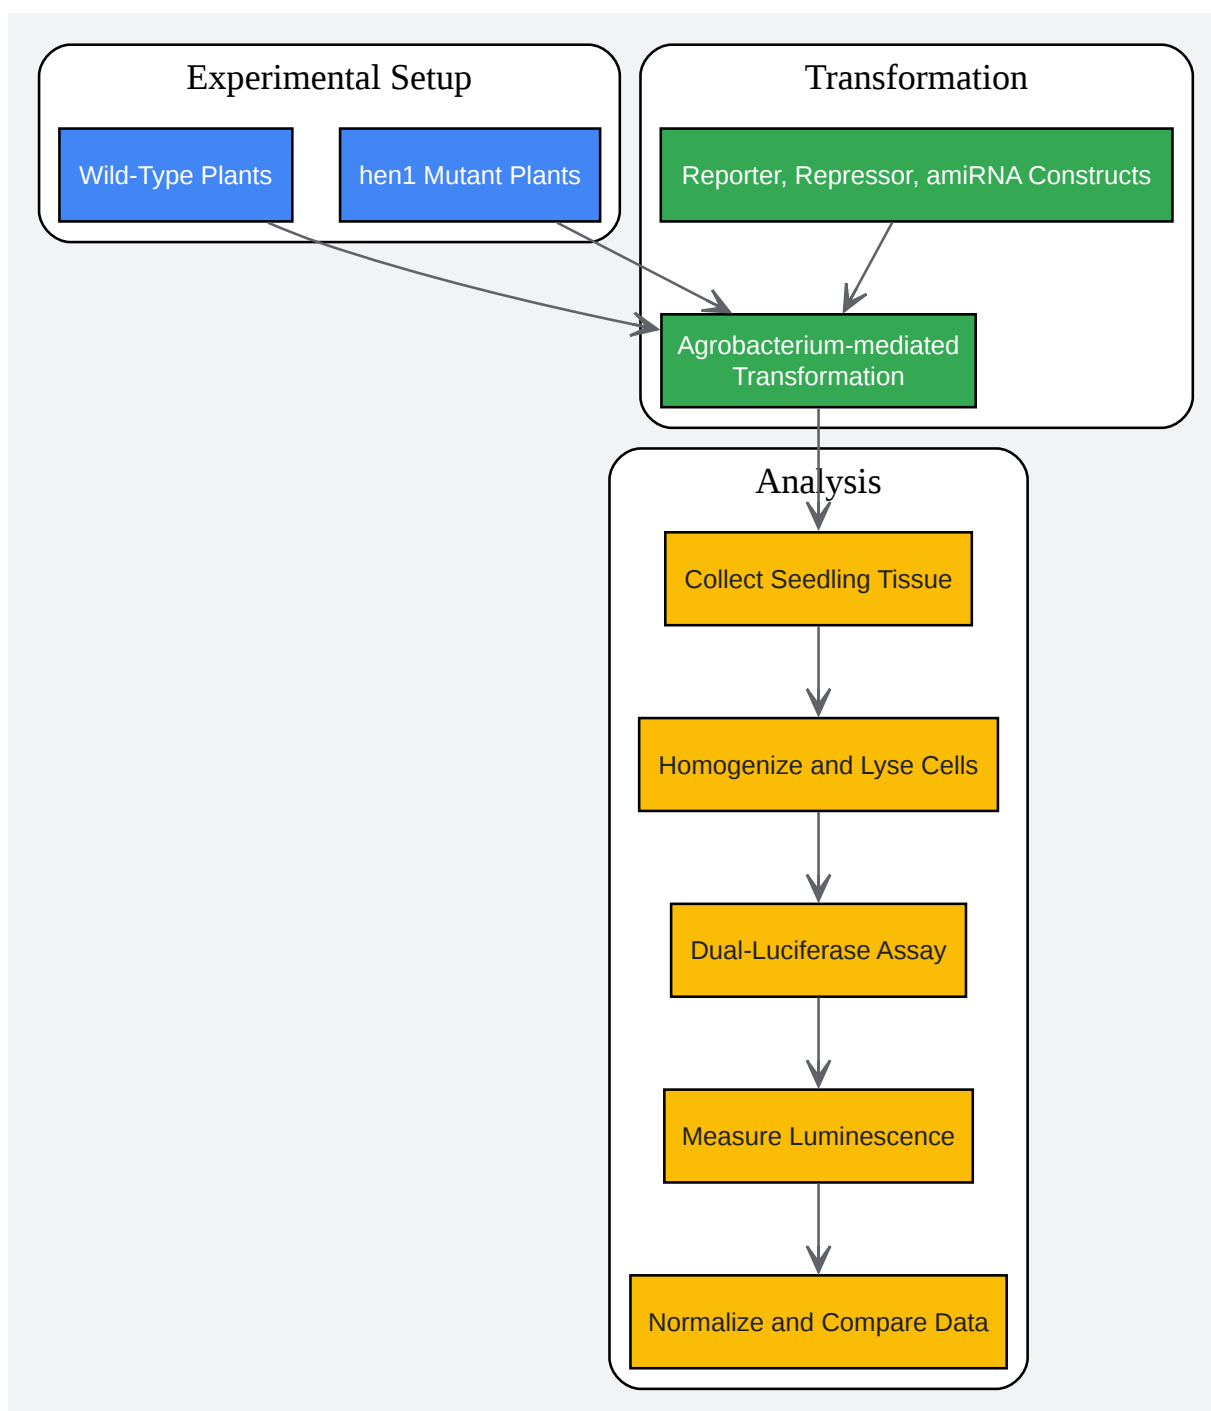 Experimental Setup
Wild-Type Plants
hen1 Mutant Plants
Transformation
Reporter, Repressor, amiRNA Constructs
Agrobacterium-mediated
Transformation
Analysis
Collect Seedling Tissue
Homogenize and Lyse Cells
Dual-Luciferase Assay
Measure Luminescence
Normalize and Compare Data